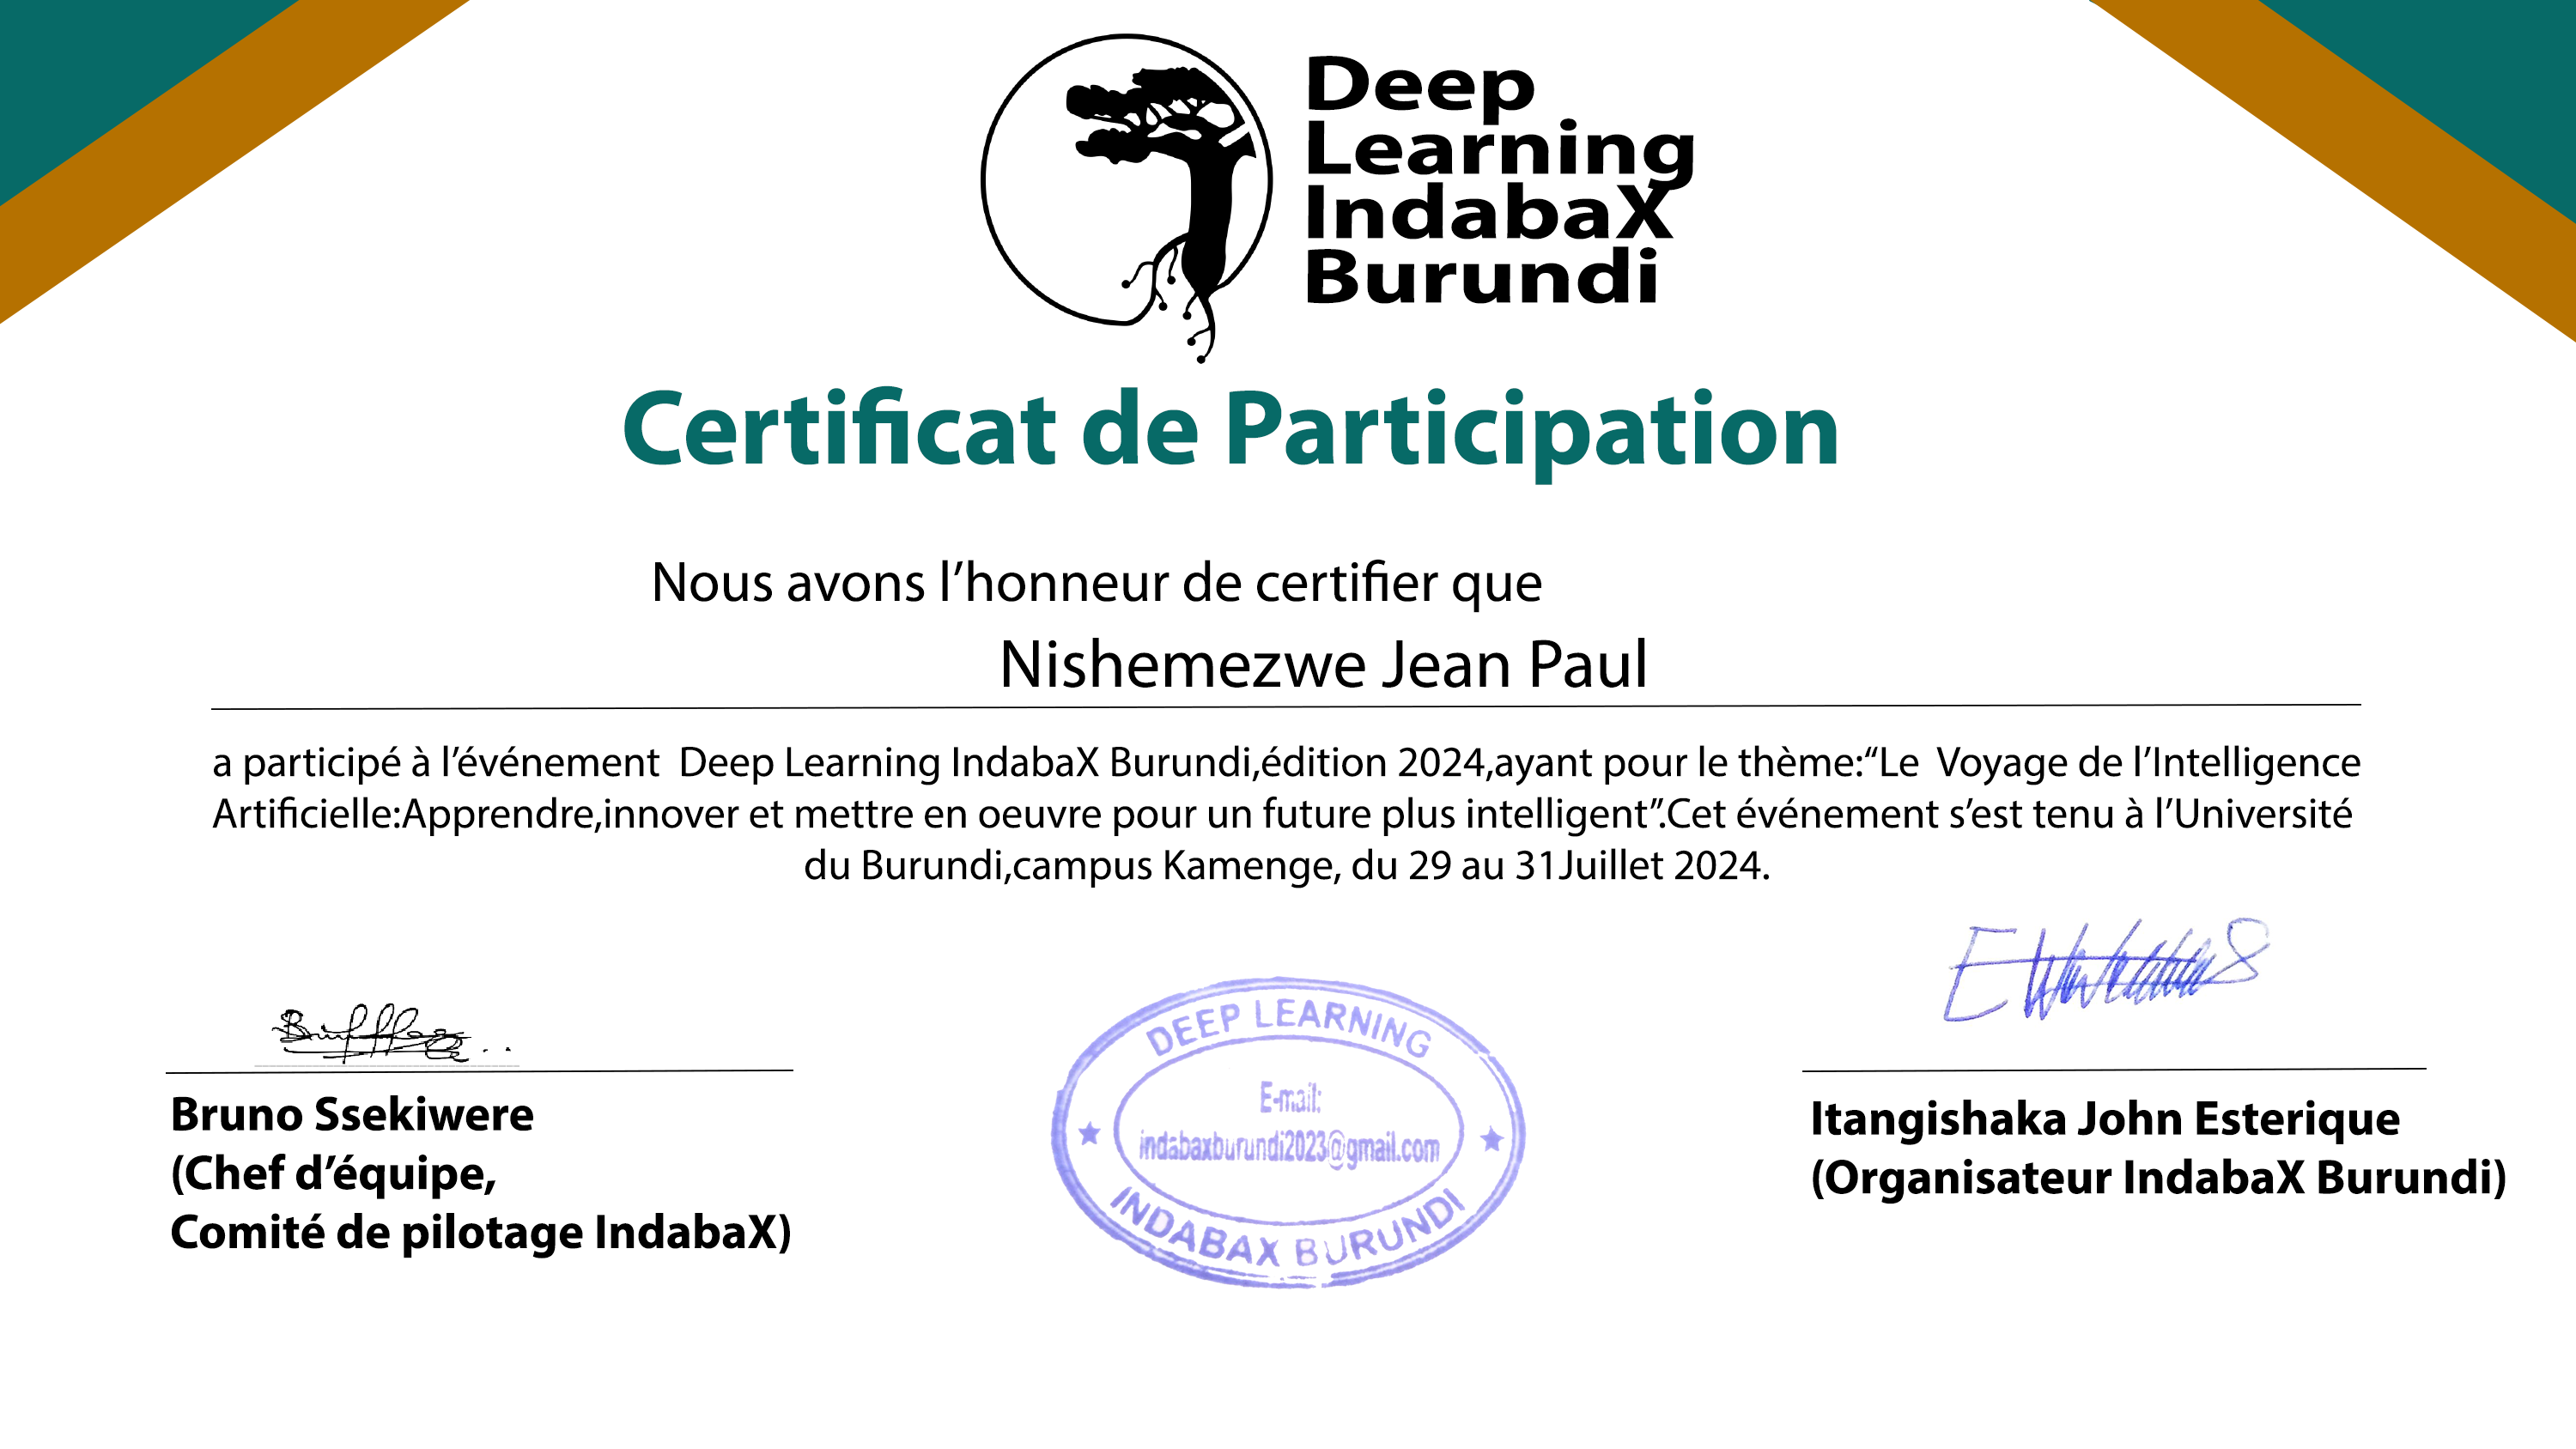 Deep
Learning
IndabaX
Burundi
Certificat de Participation
Nous avons l’honneur de certifier que
Nishemezwe Jean Paul
a participé à l’événement  Deep Learning IndabaX Burundi,édition 2024,ayant pour le thème:“Le  Voyage de l’Intelligence
Artificielle:Apprendre,innover et mettre en oeuvre pour un future plus intelligent”.Cet événement s’est tenu à l’Université
du Burundi,campus Kamenge, du 29 au 31Juillet 2024.
Bruno Ssekiwere
(Chef d’équipe,
Comité de pilotage IndabaX)
DEEP LEARNING
E-mail:
indabaxburundi2023@gmail.com
INDABAX BURUNDI
Itangishaka John Esterique
(Organisateur IndabaX Burundi)